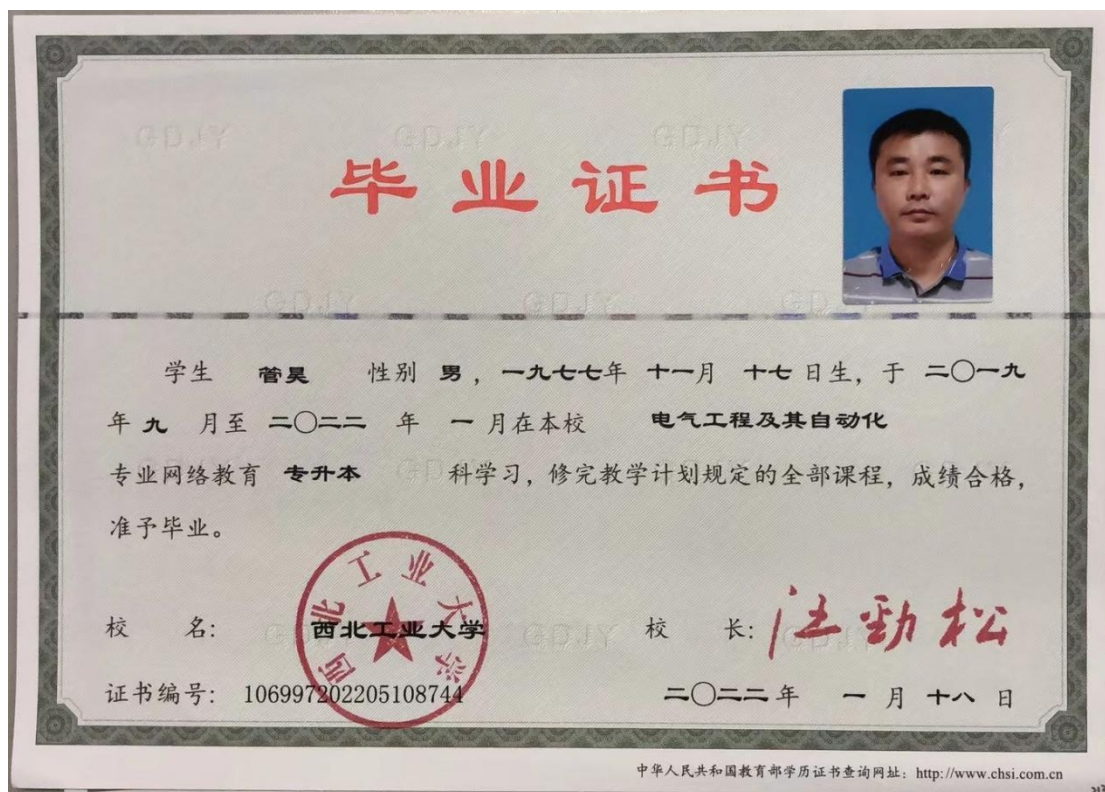 毕业证书
学生 菅昊 性别 男，一九七七年 十一月 十七日生，于 二〇一九
年 九 月至 二〇二二 年 一 月在本校 电气工程及其自动化
专业网络教育 专升本 科学习，修完教学计划规定的全部课程，成绩合格，
准予毕业。
西北工业大学
校 名： 西北工业大学 校 长： 汪劲松
证书编号： 106997202205108744 二〇二二年 一 月 十八 日
中华人民共和国教育部学历证书查询网址：http://www.chsi.com.cn